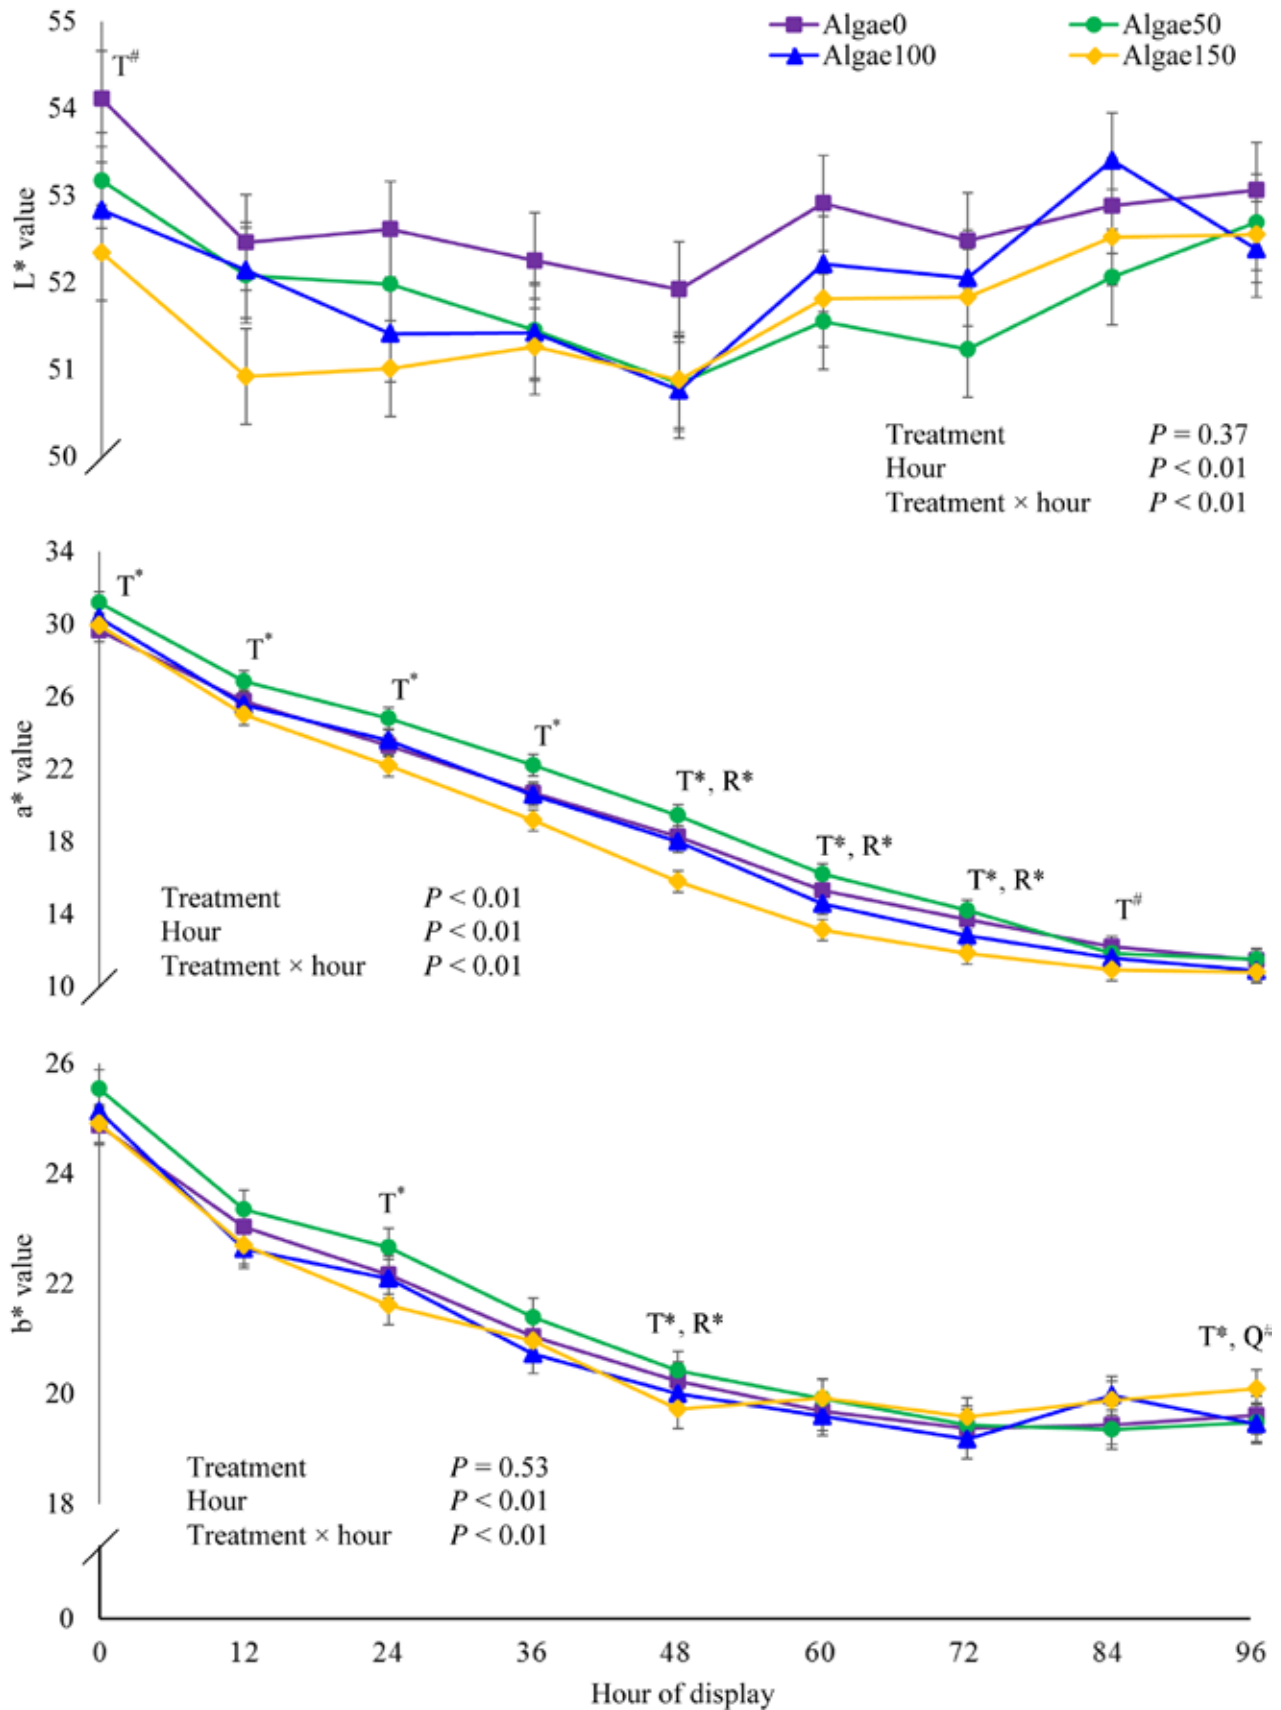 55
Algae0
Algae50
Algae100
Algae150
T#
54
53
L* value
52
51
Treatment P = 0.37
50
Hour P < 0.01
Treatment × hour P < 0.01
34
T*
30
T*
T*
26
T*
a* value
22
T*, R*
18
T*, R*
T*, R*
Treatment P < 0.01
14
T#
Hour P < 0.01
Treatment × hour P < 0.01
10
26
24
T*
b* value
22
T*, R*
T*, Q#
20
Treatment P = 0.53
18
Hour P < 0.01
Treatment × hour P < 0.01
0
0 12 24 36 48 60 72 84 96
Hour of display